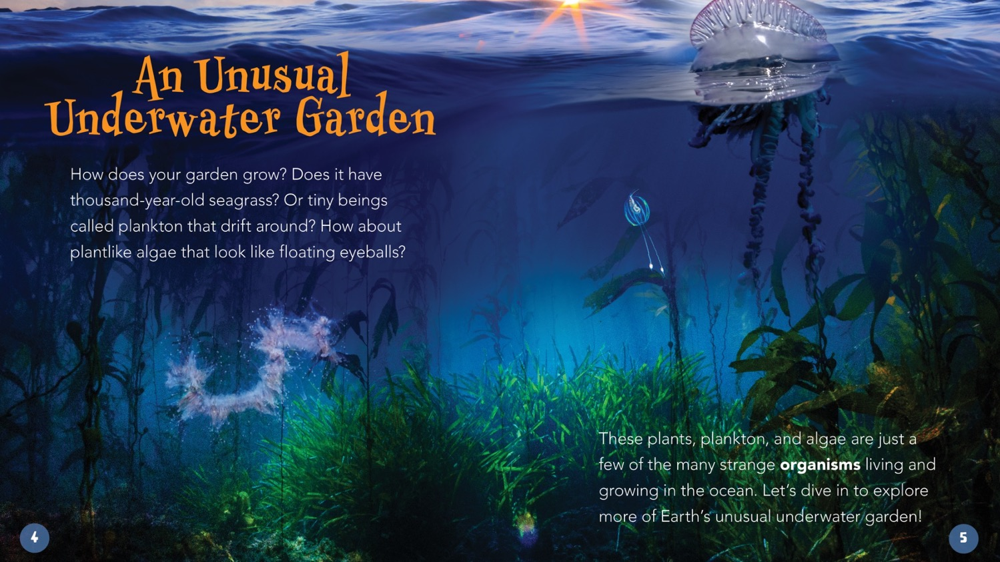 An Unusual
Underwater Garden
How does your garden grow? Does it have
thousand-year-old seagrass? Or tiny beings
called plankton that drift around? How about
plantlike algae that look like floating eyeballs?
These plants, plankton, and algae are just a
few of the many strange organisms living and
growing in the ocean. Let’s dive in to explore
more of Earth’s unusual underwater garden!
4
5